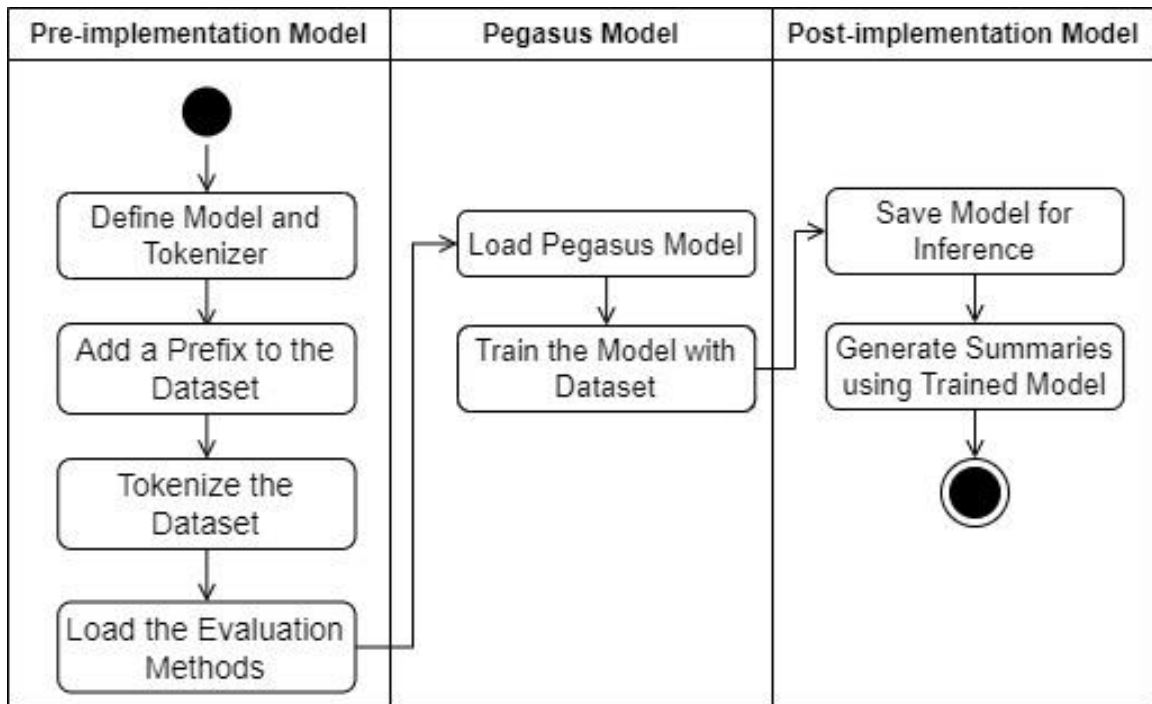 Pre-implementation Model
Pegasus Model
Post-implementation Model
Define Model and
Tokenizer
Add a Prefix to the
Dataset
Tokenize the
Dataset
Load the Evaluation
Methods
Load Pegasus Model
Train the Model with
Dataset
Save Model for
Inference
Generate Summaries
using Trained Model